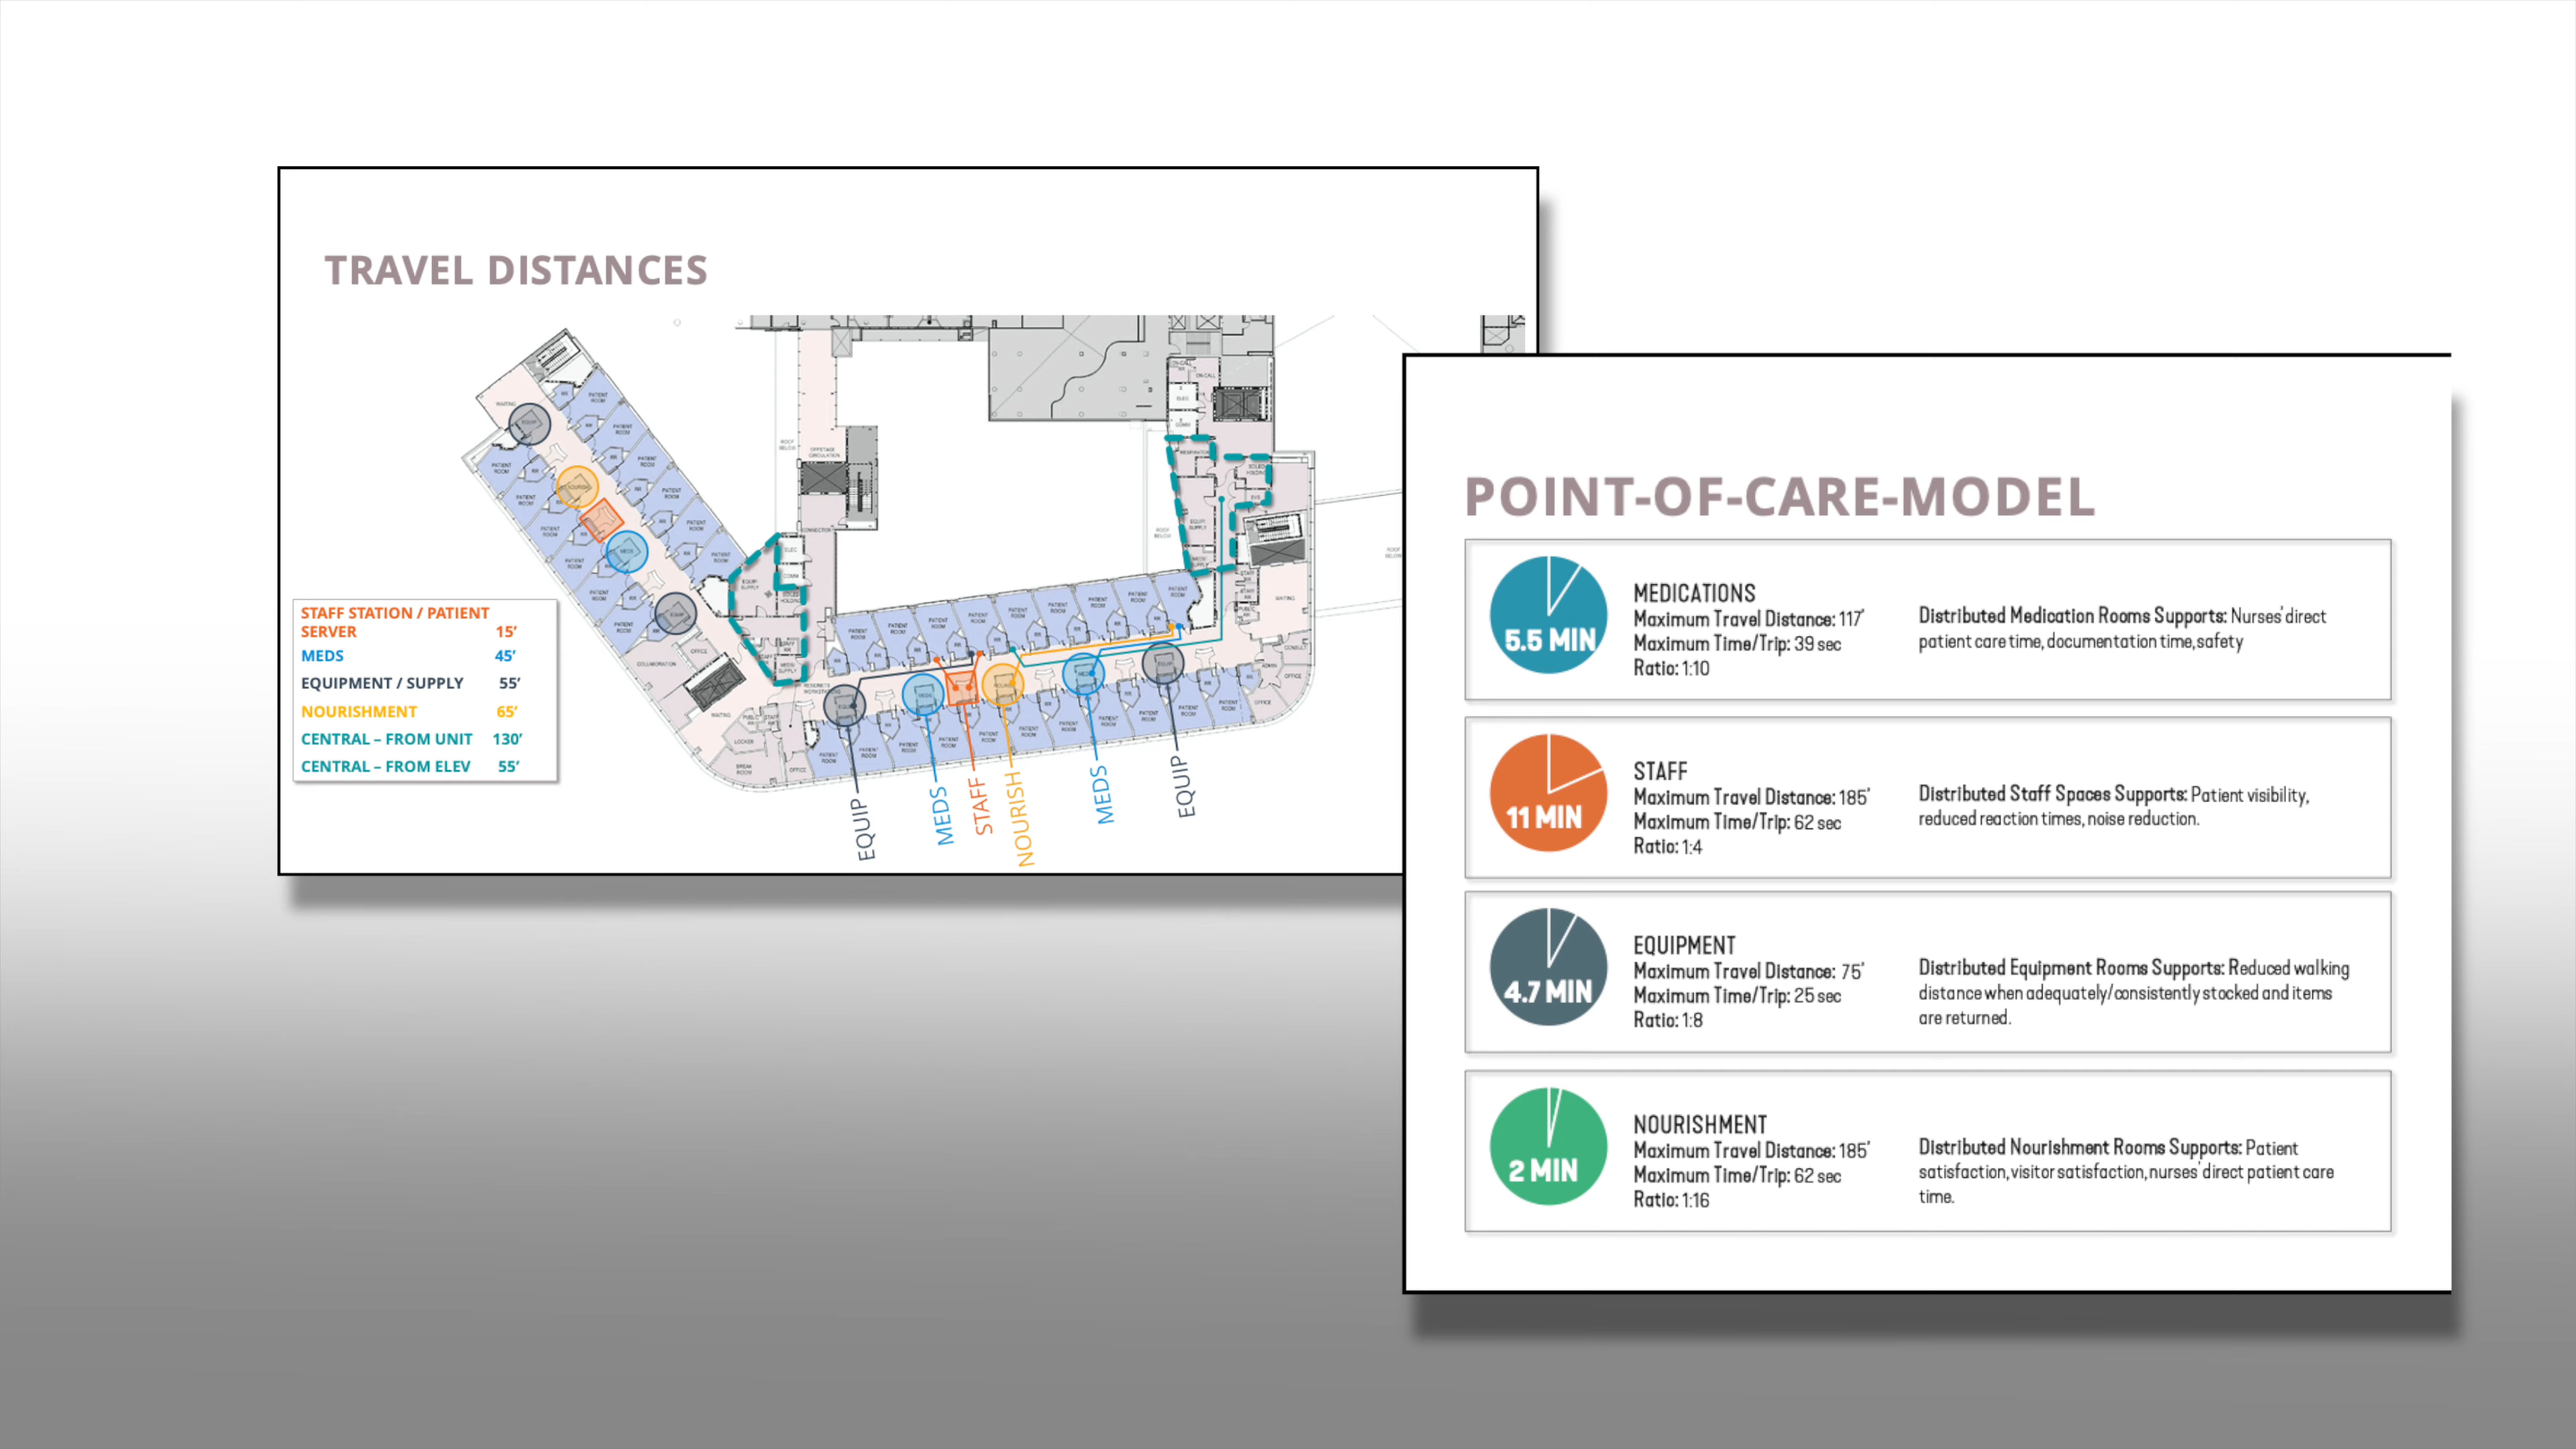 TRAVEL DISTANCES
STAFF STATION / PATIENT
SERVER 15’
MEDS 45’
EQUIPMENT / SUPPLY 55’
NOURISHMENT 65’
CENTRAL – FROM UNIT 130’
CENTRAL – FROM ELEV 55’
EQUIP
MEDS
STAFF
NOURISH
MEDS
EQUIP
POINT-OF-CARE-MODEL
5.5 MIN
MEDICATIONS
Maximum Travel Distance: 117'
Maximum Time/Trip: 39 sec
Ratio: 1:10
Distributed Medication Rooms Supports: Nurses' direct
patient care time, documentation time, safety
11 MIN
STAFF
Maximum Travel Distance: 185'
Maximum Time/Trip: 62 sec
Ratio: 1:4
Distributed Staff Spaces Supports: Patient visibility,
reduced reaction times, noise reduction.
4.7 MIN
EQUIPMENT
Maximum Travel Distance: 75'
Maximum Time/Trip: 25 sec
Ratio: 1:8
Distributed Equipment Rooms Supports: Reduced walking
distance when adequately/consistently stocked and items
are returned.
2 MIN
NOURISHMENT
Maximum Travel Distance: 185'
Maximum Time/Trip: 62 sec
Ratio: 1:16
Distributed Nourishment Rooms Supports: Patient
satisfaction, visitor satisfaction, nurses' direct patient care
time.